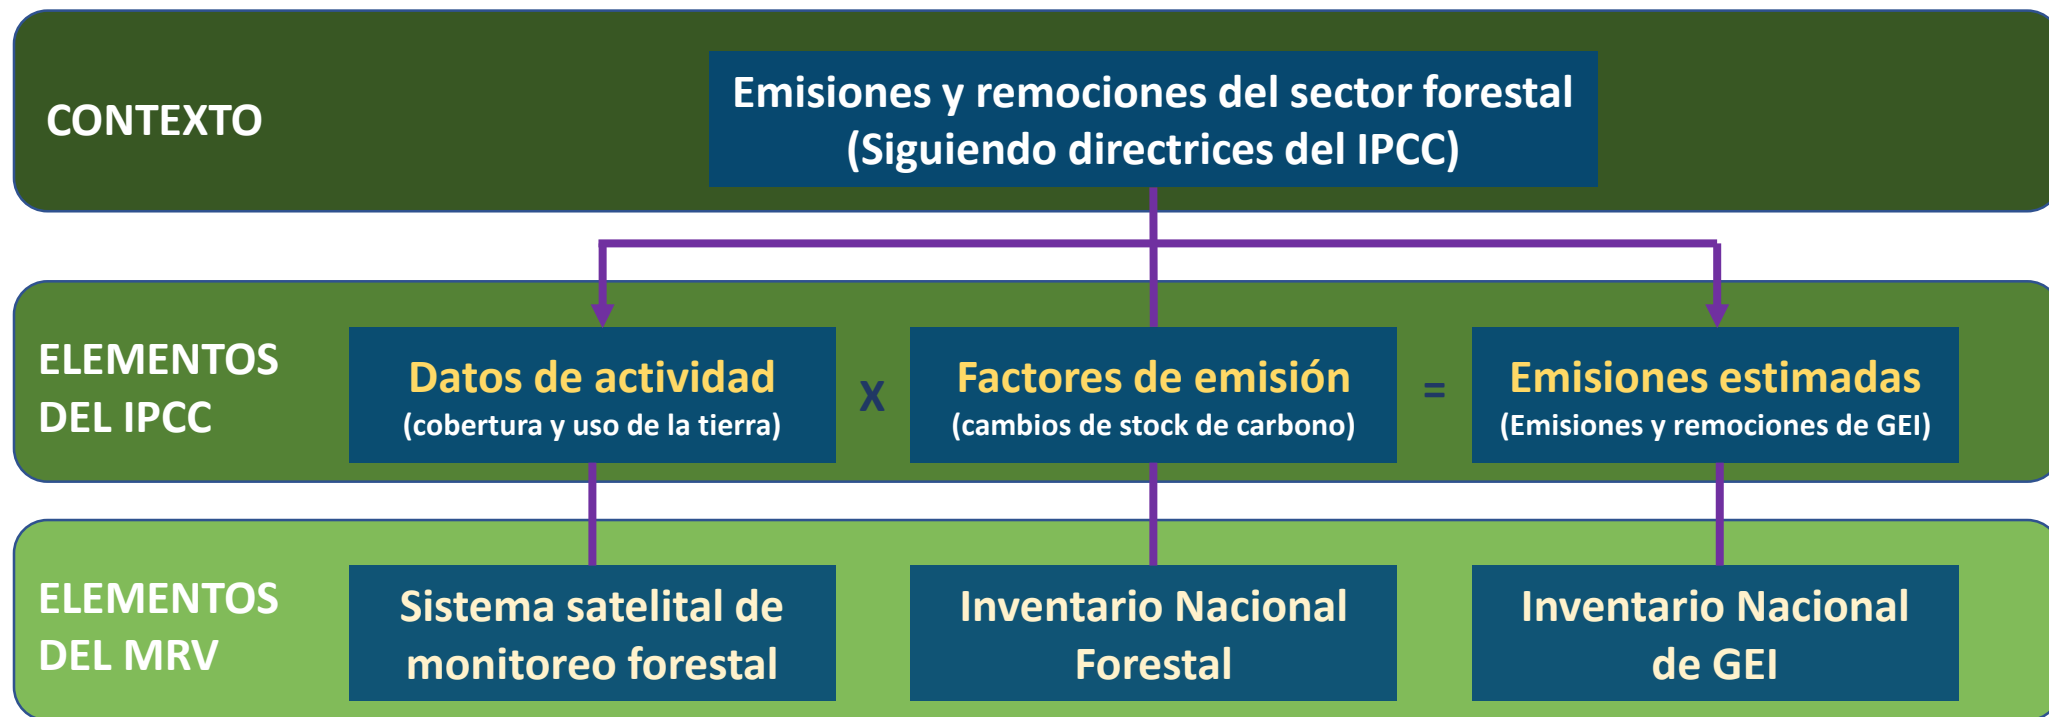 CONTEXTO
Emisiones y remociones del sector forestal
(Siguiendo directrices del IPCC)
ELEMENTOS
DEL IPCC
Datos de actividad
(cobertura y uso de la tierra)
X
Factores de emisión
(cambios de stock de carbono)
=
Emisiones estimadas
(Emisiones y remociones de GEI)
ELEMENTOS
DEL MRV
Sistema satelital de
monitoreo forestal
Inventario Nacional
Forestal
Inventario Nacional
de GEI